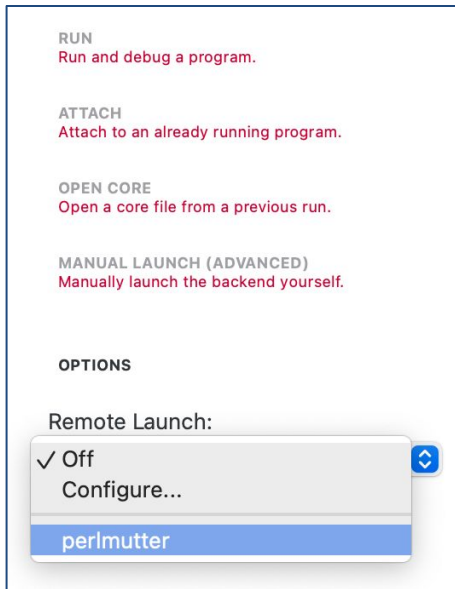 RUN
Run and debug a program.
ATTACH
Attach to an already running program.
OPEN CORE
Open a core file from a previous run.
MANUAL LAUNCH (ADVANCED)
Manually launch the backend yourself.
OPTIONS
Remote Launch:
✓ Off
Configure...
perlmutter